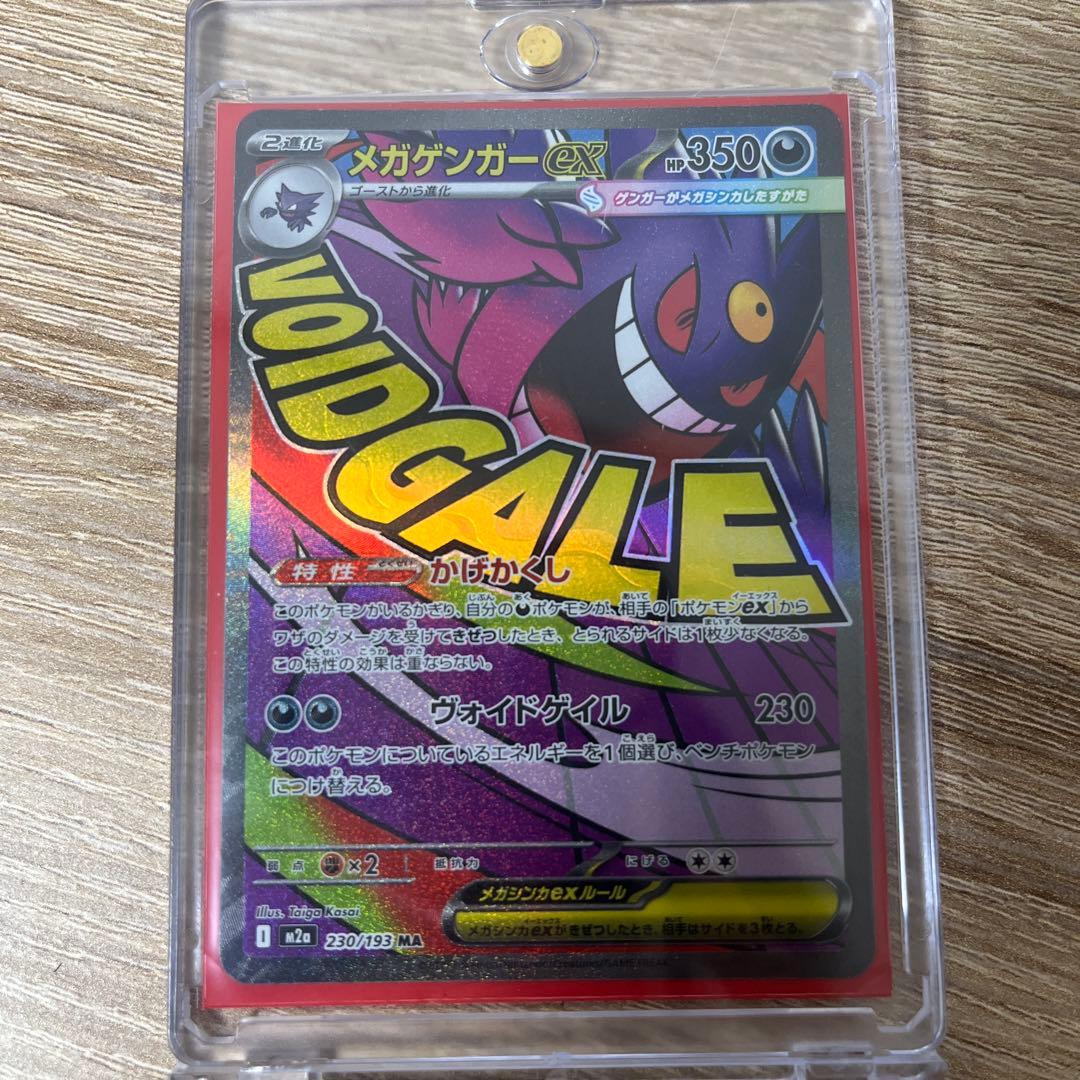 2進化
メガゲンガーex
HP350
ゴーストから進化
ゲンガーがメガシンカしたすがた
VOID GALE
特性 かげかくし
このポケモンがいるかぎり、自分の悪ポケモンが、相手の「ポケモンex」から
ワザのダメージを受けてきぜつしたとき、とられるサイドは1枚少なくなる。
この特性の効果は重ならない。
ヴォイドゲイル 230
このポケモンについているエネルギーを1個選び、ベンチポケモン
につけ替える。
弱点 ×2 抵抗力 にげる
メガシンカexルール
メガシンカexがきぜつしたとき、相手はサイドを3枚とる。
Illus. Taiga Kasai
I m2a 230/193 MA